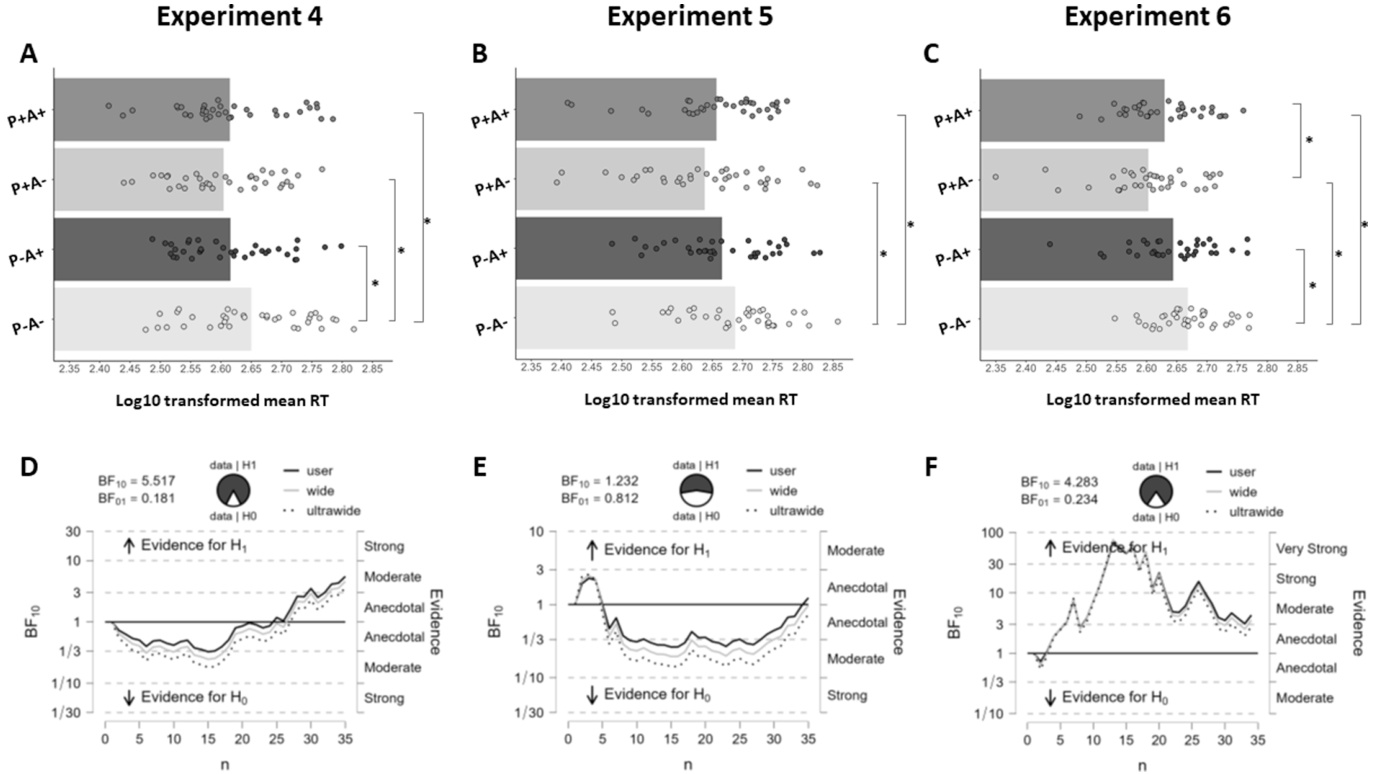 Experiment 4
Experiment 5
Experiment 6
A
P+A+
P+A-
P-A+
P-A-
*
*
*
2.35 2.40 2.45 2.50 2.55 2.60 2.65 2.70 2.75 2.80 2.85
Log10 transformed mean RT
B
P+A+
P+A-
P-A+
P-A-
*
*
2.35 2.40 2.45 2.50 2.55 2.60 2.65 2.70 2.75 2.80 2.85
Log10 transformed mean RT
C
P+A+
P+A-
P-A+
P-A-
*
*
*
*
2.35 2.40 2.45 2.50 2.55 2.60 2.65 2.70 2.75 2.80 2.85
Log10 transformed mean RT
D
BF10 = 5.517
BF01 = 0.181
data | H1
data | H0
user
wide
ultrawide
30
10
3
1
1/3
1/10
1/30
BF10
↑ Evidence for H1
↓ Evidence for H0
Strong
Moderate
Anecdotal
Anecdotal
Moderate
Strong
Evidence
0 5 10 15 20 25 30 35
n
E
BF10 = 1.232
BF01 = 0.812
data | H1
data | H0
user
wide
ultrawide
10
3
1
1/3
1/10
1/30
BF10
↑ Evidence for H1
↓ Evidence for H0
Moderate
Anecdotal
Anecdotal
Moderate
Strong
Evidence
0 5 10 15 20 25 30 35
n
F
BF10 = 4.283
BF01 = 0.234
data | H1
data | H0
user
wide
ultrawide
100
30
10
3
1
1/3
1/10
BF10
↑ Evidence for H1
↓ Evidence for H0
Very Strong
Strong
Moderate
Anecdotal
Anecdotal
Moderate
Evidence
0 5 10 15 20 25 30 35
n